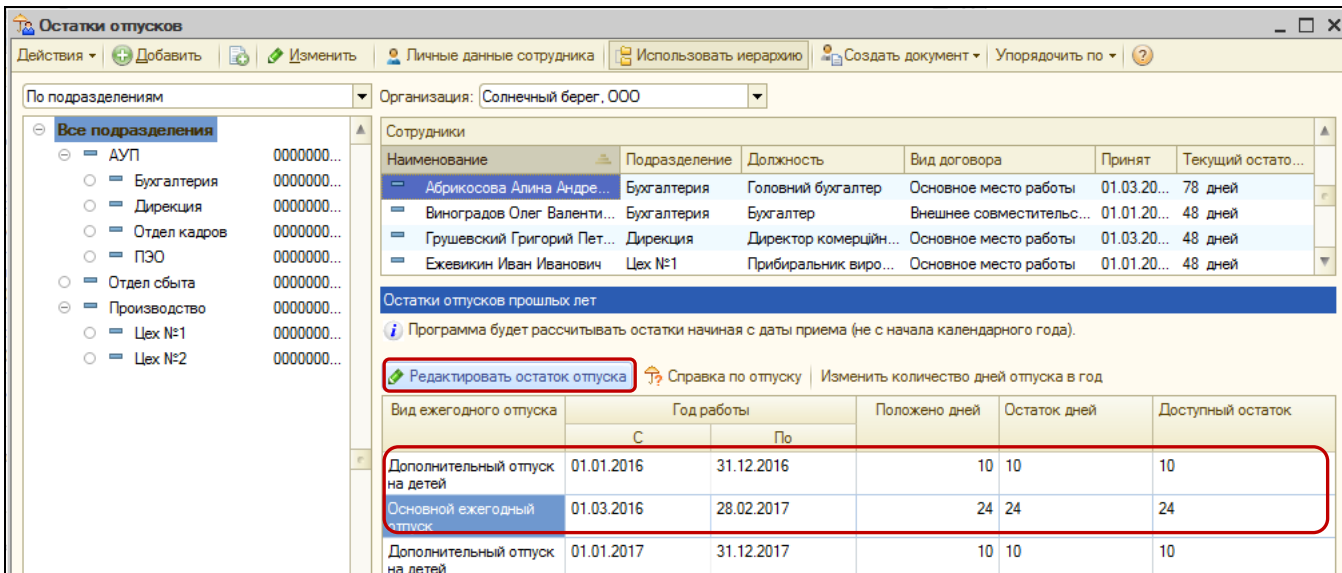 Остатки отпусков
Действия Добавить Изменить Личные данные сотрудника Использовать иерархию Создать документ Упорядочить по ?
По подразделениям Организация: Солнечный берег, ООО
Все подразделения
АУП 0000000...
Бухгалтерия 0000000...
Дирекция 0000000...
Отдел кадров 0000000...
ПЭО 0000000...
Отдел сбыта 0000000...
Производство 0000000...
Цех №1 0000000...
Цех №2 0000000...
Сотрудники
Наименование Подразделение Должность Вид договора Принят Текущий остато...
Абрикосова Алина Андре... Бухгалтерия Головний бухгалтер Основное место работы 01.03.20... 78 дней
Виноградов Олег Валенти... Бухгалтерия Бухгалтер Внешнее совместительс... 01.01.20... 48 дней
Грушевский Григорий Пет... Дирекция Директор комерційн... Основное место работы 01.03.20... 48 дней
Ежевикин Иван Иванович Цех №1 Прибиральник виро... Основное место работы 01.01.20... 48 дней
Остатки отпусков прошлых лет
Программа будет рассчитывать остатки начиная с даты приема (не с начала календарного года).
Редактировать остаток отпуска Справка по отпуску Изменить количество дней отпуска в год
Вид ежегодного отпуска Год работы Положено дней Остаток дней Доступный остаток
С По
Дополнительный отпуск 01.01.2016 31.12.2016 10 10 10
на детей
Основной ежегодный 01.03.2016 28.02.2017 24 24 24
отпуск
Дополнительный отпуск 01.01.2017 31.12.2017 10 10 10
на детей